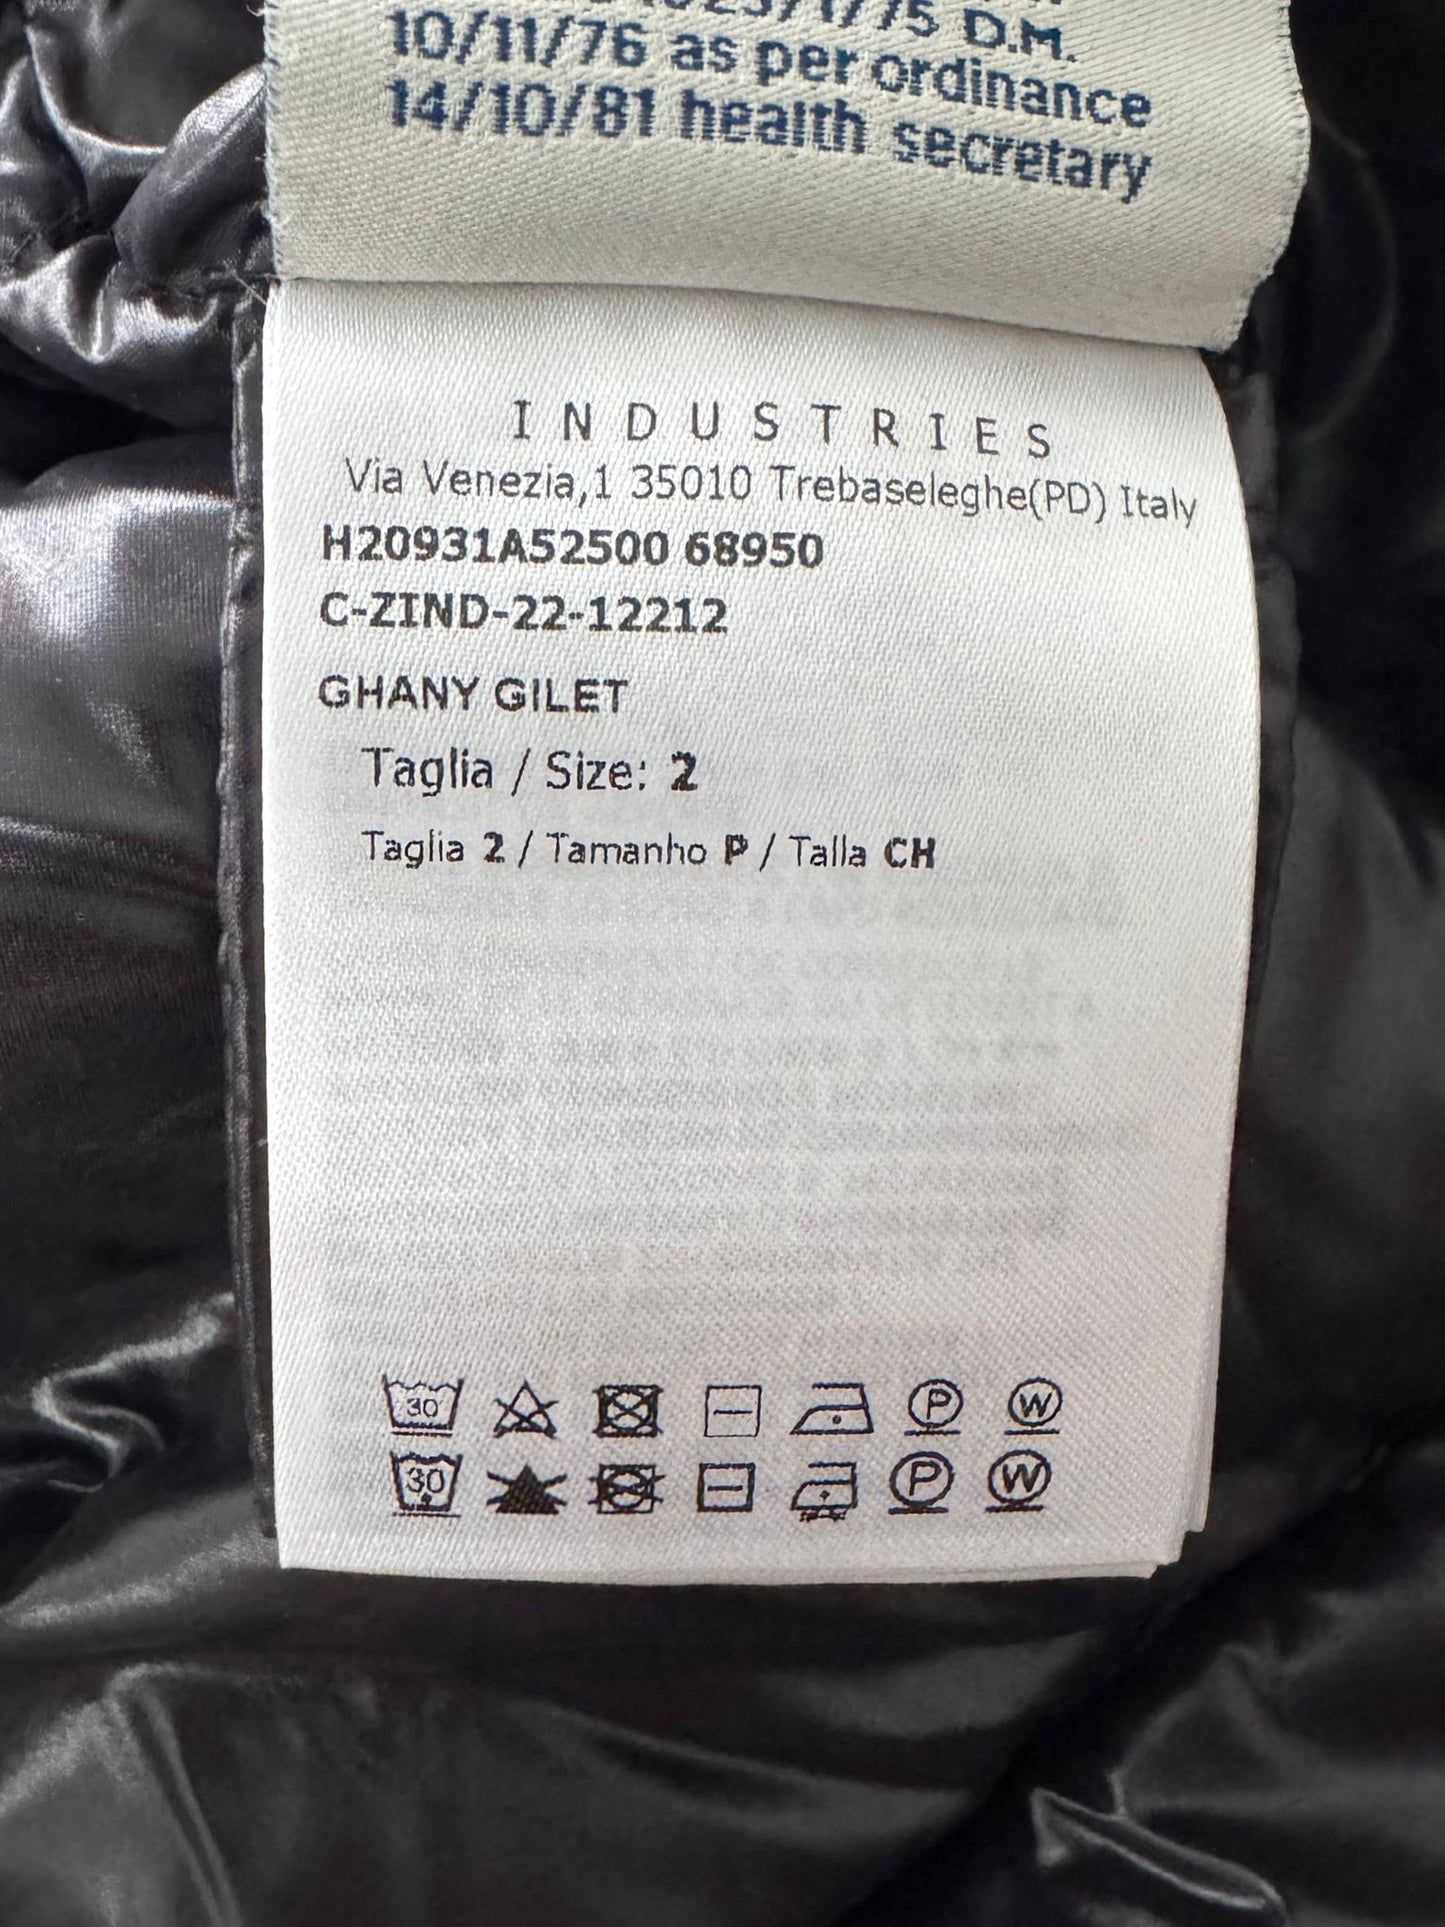 D.M.
10/11/76 as per ordinance
14/10/81 health secretary
INDUSTRIES
Via Venezia,1 35010 Trebaseleghe(PD) Italy
H20931A52500 68950
C-ZIND-22-12212
GHANY GILET
Taglia / Size: 2
Taglia 2 / Tamanho P / Talla CH
30 P W
30 P W